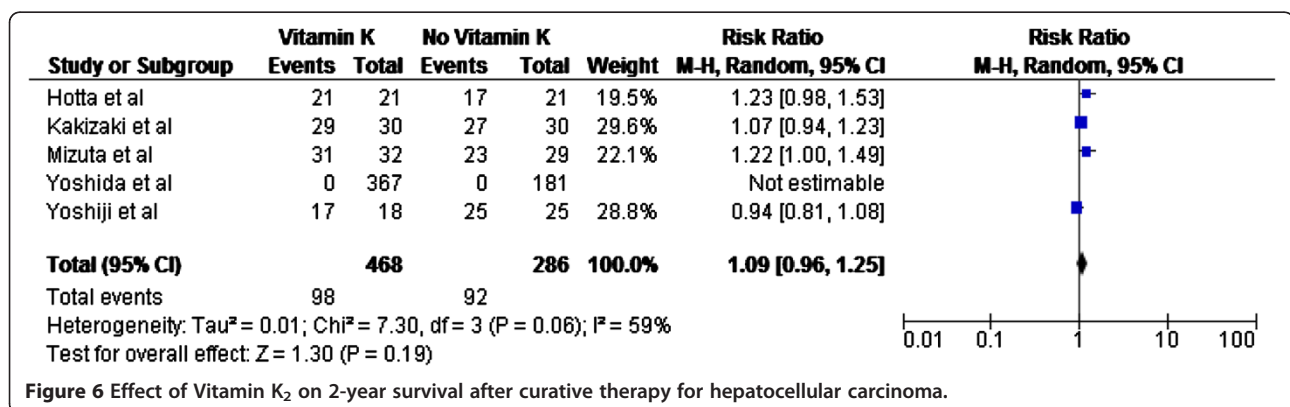 Vitamin K No Vitamin K Risk Ratio Risk Ratio
Study or Subgroup Events Total Events Total Weight M-H, Random, 95% CI M-H, Random, 95% CI
Hotta et al 21 21 17 21 19.5% 1.23 [0.98, 1.53]
Kakizaki et al 29 30 27 30 29.6% 1.07 [0.94, 1.23]
Mizuta et al 31 32 23 29 22.1% 1.22 [1.00, 1.49]
Yoshida et al 0 367 0 181 Not estimable
Yoshiji et al 17 18 25 25 28.8% 0.94 [0.81, 1.08]
Total (95% CI) 468 286 100.0% 1.09 [0.96, 1.25]
Total events 98 92
Heterogeneity: Tau² = 0.01; Chi² = 7.30, df = 3 (P = 0.06); I² = 59%
Test for overall effect: Z = 1.30 (P = 0.19)
0.01 0.1 1 10 100
Figure 6 Effect of Vitamin K₂ on 2-year survival after curative therapy for hepatocellular carcinoma.